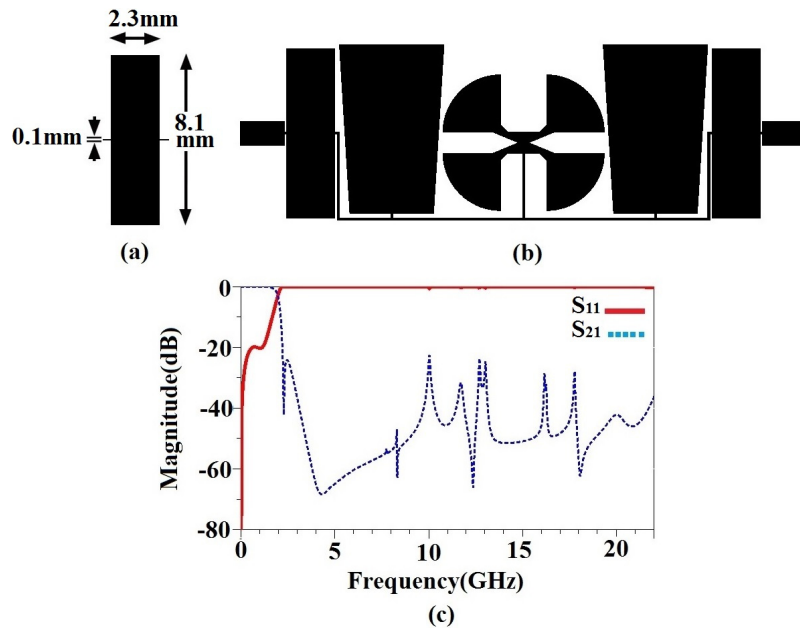 2.3mm
0.1mm
8.1
mm
(a)
(b)
0
-20
-40
-60
-80
Magnitude(dB)
S11
S21
0
5
10
15
20
Frequency(GHz)
(c)